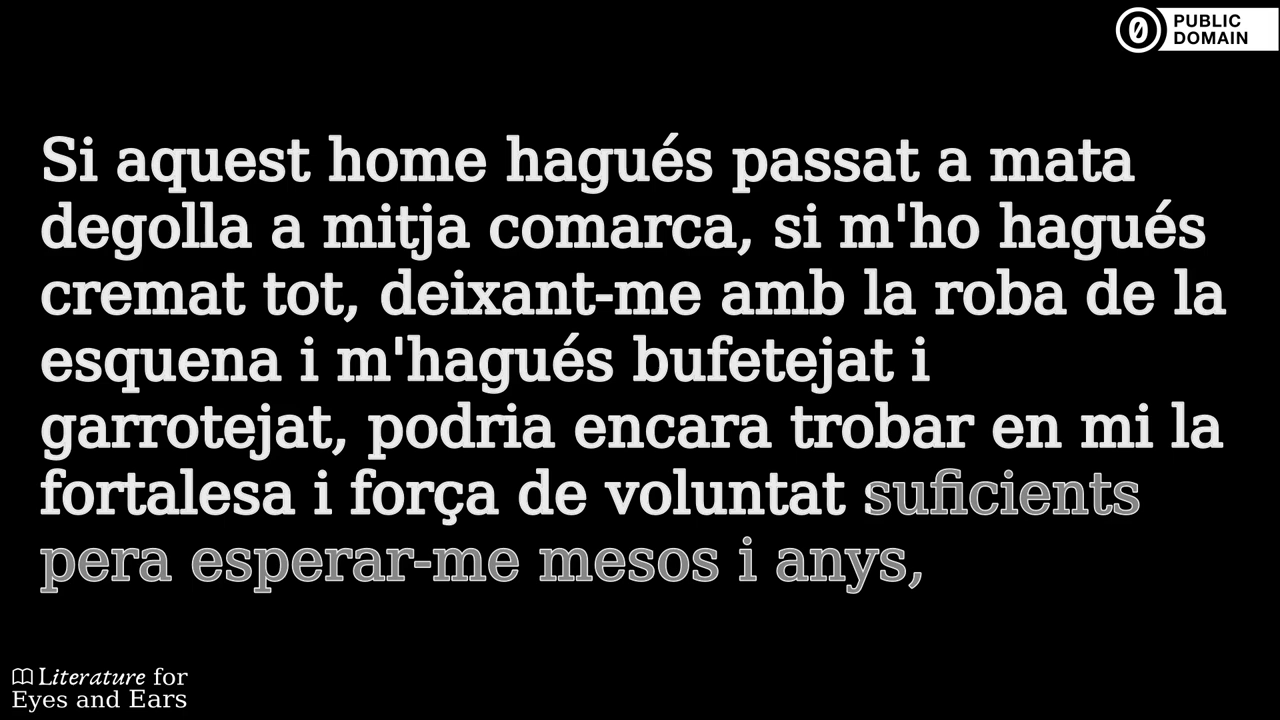 PUBLIC
DOMAIN
Si aquest home hagués passat a mata
degolla a mitja comarca, si m'ho hagués
cremat tot, deixant-me amb la roba de la
esquena i m'hagués bufetejat i
garrotejat, podria encara trobar en mi la
fortalesa i força de voluntat suficients
pera esperar-me mesos i anys,
Literature for
Eyes and Ears